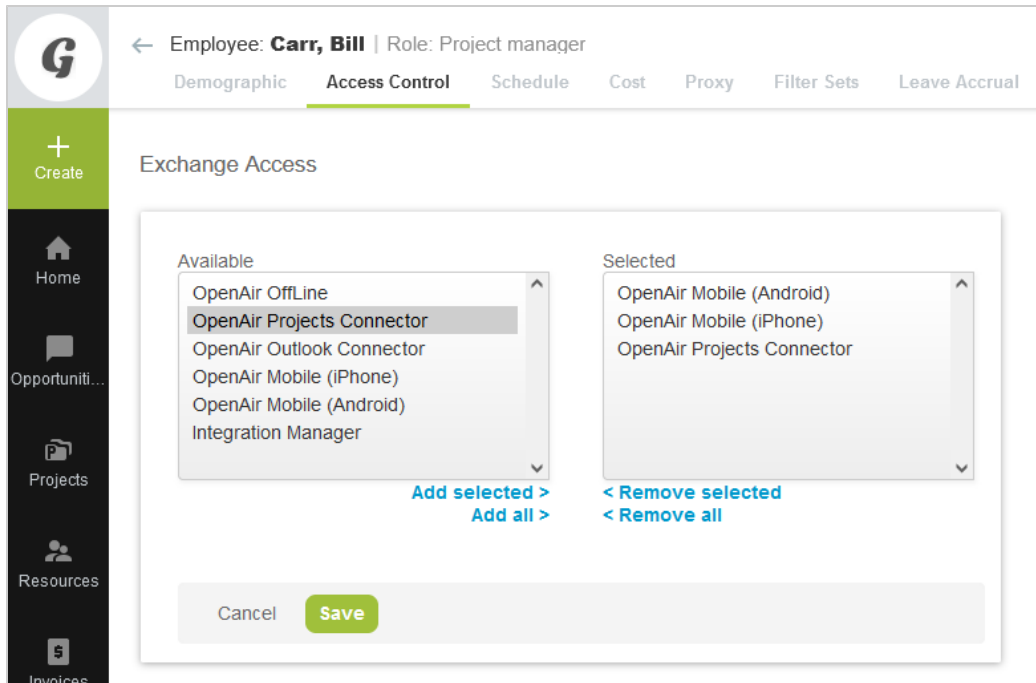 G
← Employee: Carr, Bill | Role: Project manager
Demographic Access Control Schedule Cost Proxy Filter Sets Leave Accrual
+
Create
Exchange Access
Home
Opportuniti...
P
Projects
Resources
$
Invoices
Available
OpenAir OffLine
OpenAir Projects Connector
OpenAir Outlook Connector
OpenAir Mobile (iPhone)
OpenAir Mobile (Android)
Integration Manager
Add selected >
Add all >
Selected
OpenAir Mobile (Android)
OpenAir Mobile (iPhone)
OpenAir Projects Connector
< Remove selected
< Remove all
Cancel Save